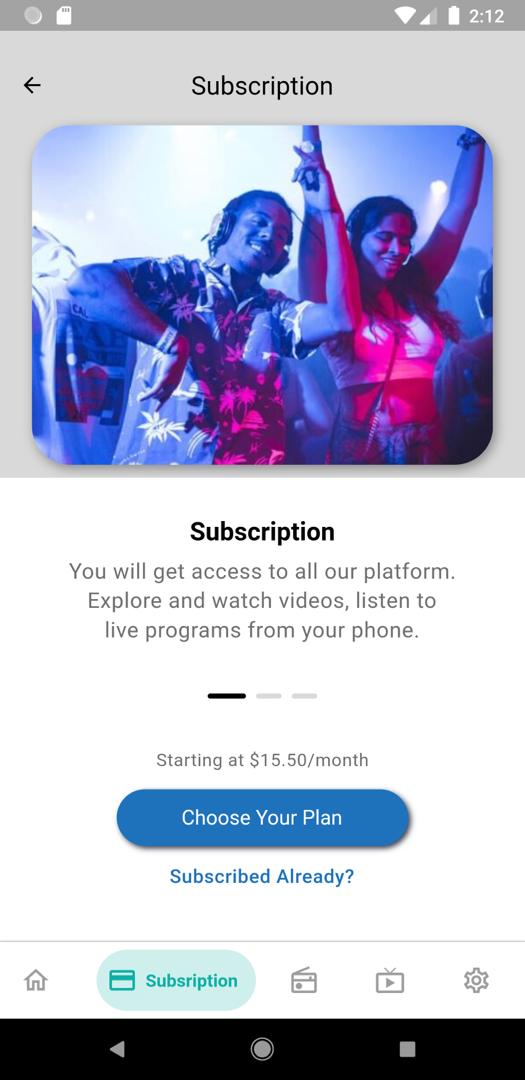 2:12
Subscription
CAL
Subscription
You will get access to all our platform.
Explore and watch videos, listen to
live programs from your phone.
Starting at $15.50/month
Choose Your Plan
Subscribed Already?
Subsription